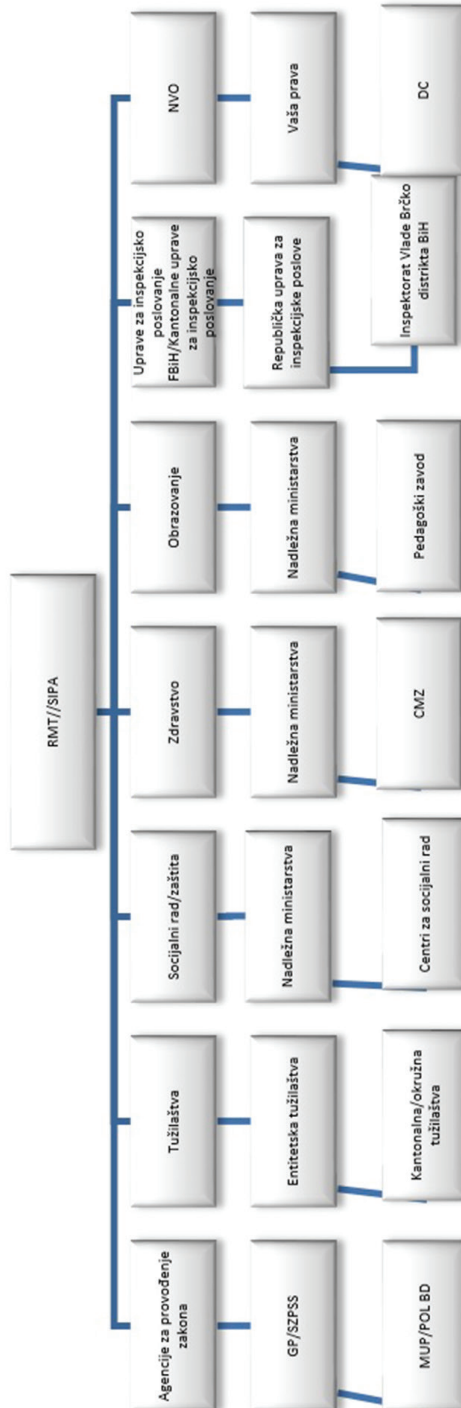 RMT//SIPA
Agencije za provođenje
zakona
GP/SZPSS
MUP/POL BD
Tužilaštva
Entitetska tužilaštva
Kantonalna/okružna
tužilaštva
Socijalni rad/zaštita
Nadležna ministarstva
Centri za socijalni rad
Zdravstvo
Nadležna ministarstva
CMZ
Obrazovanje
Nadležna ministarstva
Pedagoški zavod
Uprave za inspekcijsko
poslovanje
FBiH/Kantonalne uprave
za inspekcijsko
poslovanje
Republička uprava za
inspekcijske poslove
Inspektorat Vlade Brčko
distrikta BiH
NVO
Vaša prava
DC